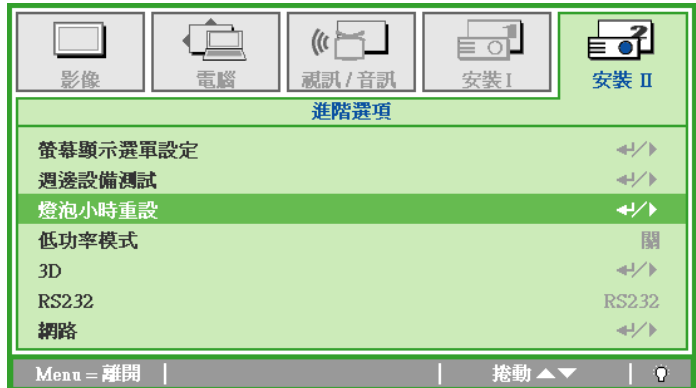 影像
電腦
視訊 / 音訊
安裝 I
安裝 II
進階選項
螢幕顯示選單設定
週邊設備測試
燈泡小時重設
低功率模式 關
3D
RS232 RS232
網路
Menu = 離開 捲動